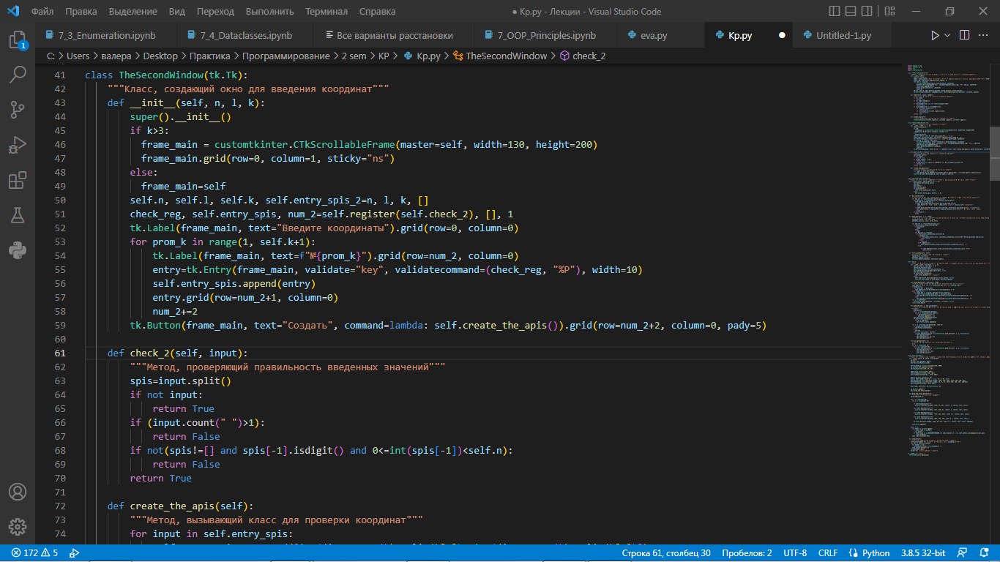 Файл Правка Выделение Вид Переход Выполнить Терминал Справка ● Кр.py - Лекции - Visual Studio Code
7_3_Enumeration.ipynb 7_4_Dataclasses.ipynb Все варианты расстановки 7_OOP_Principles.ipynb eva.py Кр.py Untitled-1.py
C: > Users > валера > Desktop > Практика > Программирование > 2 sem > КР > Кр.py > TheSecondWindow > check_2
1
41 class TheSecondWindow(tk.Tk):
42 """Класс, создающий окно для введения координат"""
43 def __init__(self, n, l, k):
44 super().__init__()
45 if k>3:
46 frame_main = customtkinter.CTkScrollableFrame(master=self, width=130, height=200)
47 frame_main.grid(row=0, column=1, sticky="ns")
48 else:
49 frame_main=self
50 self.n, self.l, self.k, self.entry_spis_2=n, l, k, []
51 check_reg, self.entry_spis, num_2=self.register(self.check_2), [], 1
52 tk.Label(frame_main, text="Введите координаты").grid(row=0, column=0)
53 for prom_k in range(1, self.k+1):
54 tk.Label(frame_main, text=f"№{prom_k}").grid(row=num_2, column=0)
55 entry=tk.Entry(frame_main, validate="key", validatecommand=(check_reg, "%P"), width=10)
56 self.entry_spis.append(entry)
57 entry.grid(row=num_2+1, column=0)
58 num_2+=2
59 tk.Button(frame_main, text="Создать", command=lambda: self.create_the_apis()).grid(row=num_2+2, column=0, pady=5)
60
61 def check_2(self, input):
62 """Метод, проверяющий правильность введенных значений"""
63 spis=input.split()
64 if not input:
65 return True
66 if (input.count(" ")>1):
67 return False
68 if not(spis!=[] and spis[-1].isdigit() and 0<=int(spis[-1])<self.n):
69 return False
70 return True
71
72 def create_the_apis(self):
73 """Метод, вызывающий класс для проверки координат"""
74 for input in self.entry_spis:
172 5 Строка 61, столбец 30 Пробелов: 2 UTF-8 CRLF Python 3.8.5 32-bit